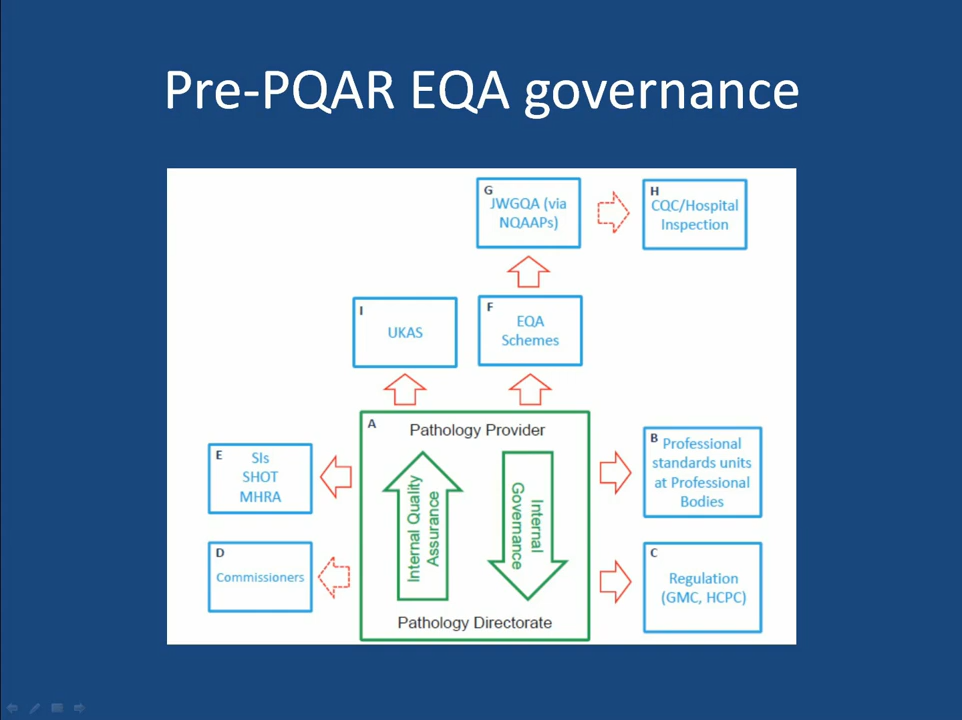 Pre-PQAR EQA governance
G
JWGQA (via
NQAAPs)
H
CQC/Hospital
Inspection
I
UKAS
F
EQA
Schemes
A
Pathology Provider
Internal Quality
Assurance
Internal
Governance
Pathology Directorate
E
SIs
SHOT
MHRA
B
Professional
standards units
at Professional
Bodies
D
Commissioners
C
Regulation
(GMC, HCPC)